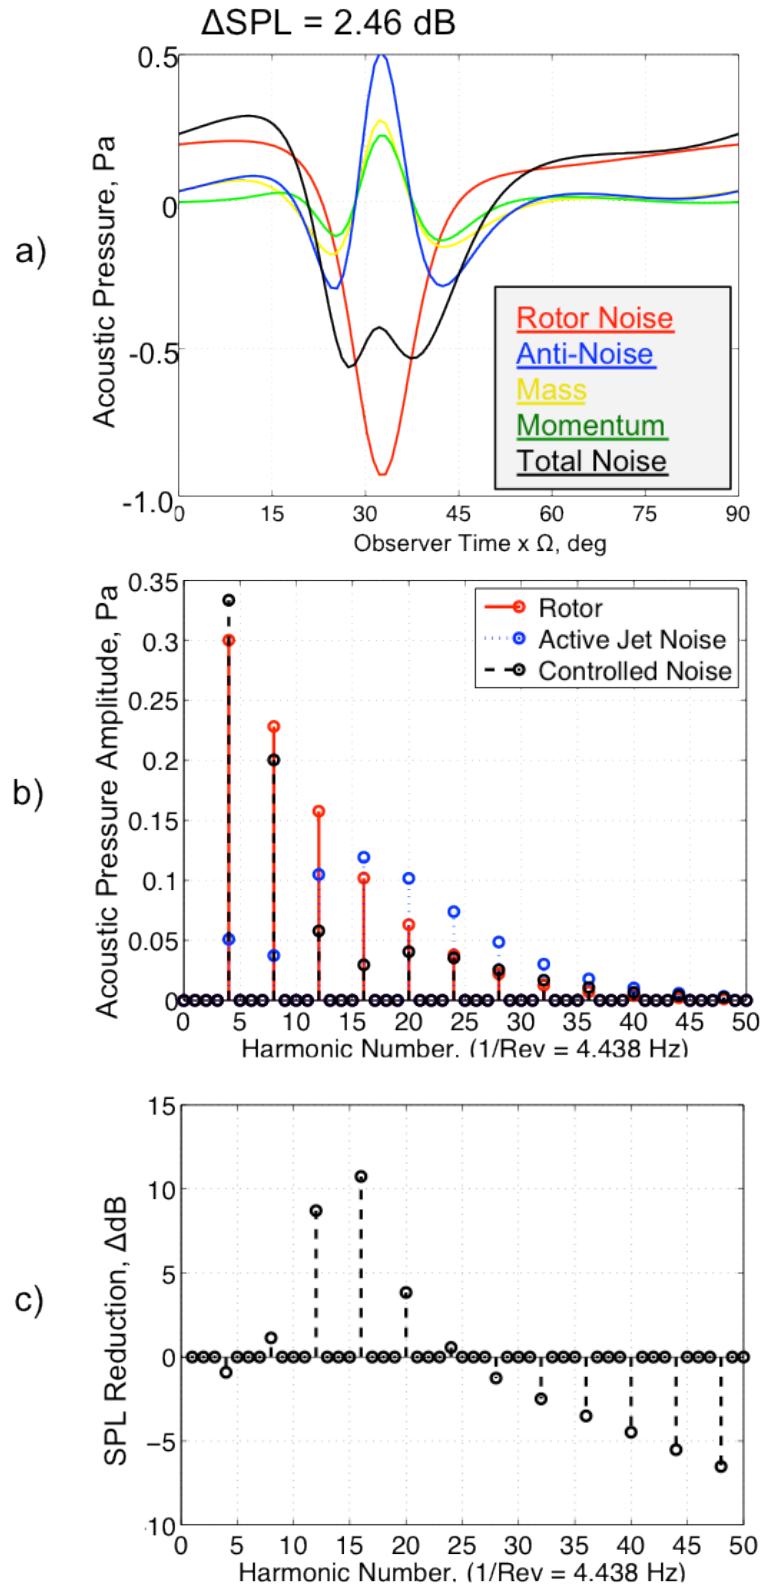 ΔSPL = 2.46 dB
a)
Acoustic Pressure, Pa
0.5
0
-0.5
-1.0
Rotor Noise
Anti-Noise
Mass
Momentum
Total Noise
0 15 30 45 60 75 90
Observer Time x Ω, deg
b)
Acoustic Pressure Amplitude, Pa
0.35
0.3
0.25
0.2
0.15
0.1
0.05
0
Rotor
Active Jet Noise
Controlled Noise
0 5 10 15 20 25 30 35 40 45 50
Harmonic Number. (1/Rev = 4.438 Hz)
c)
SPL Reduction, ΔdB
15
10
5
0
−5
-10
0 5 10 15 20 25 30 35 40 45 50
Harmonic Number. (1/Rev = 4.438 Hz)